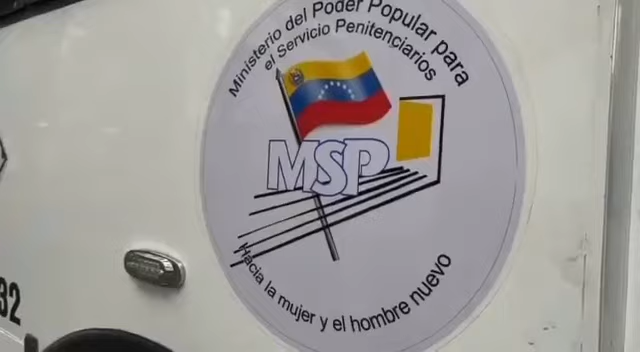 Ministerio del Poder Popular para
el Servicio Penitenciarios
MSP
Hacia la mujer y el hombre nuevo
32